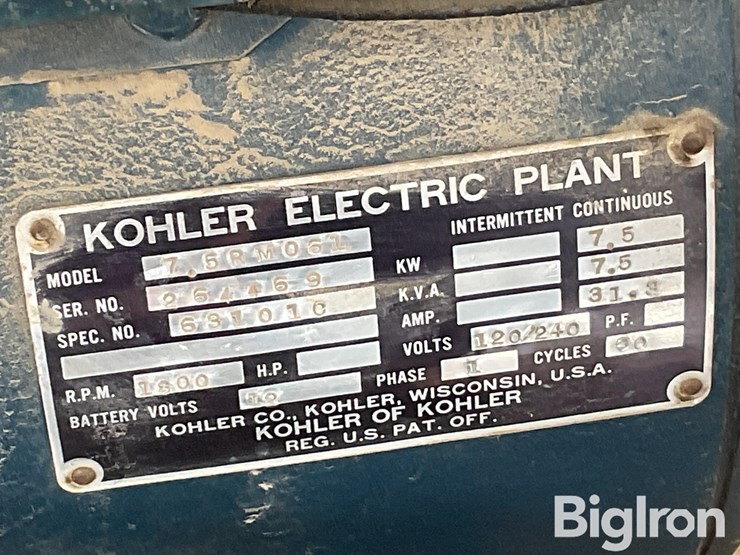 KOHLER ELECTRIC PLANT
INTERMITTENT CONTINUOUS
MODEL 7.5RM061
KW 7.5
SER. NO. 264469
K.V.A. 7.5
SPEC. NO. 631010
AMP. 31.3
VOLTS 120/240 P.F.
R.P.M. 1800 H.P.
PHASE 1 CYCLES 60
BATTERY VOLTS 12
KOHLER CO., KOHLER, WISCONSIN, U.S.A.
KOHLER OF KOHLER
REG. U.S. PAT. OFF.
BigIron